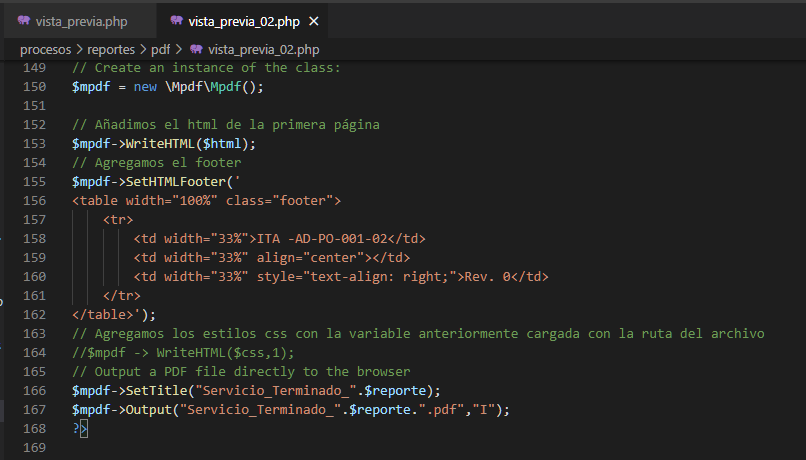 vista_previa.php vista_previa_02.php ×
procesos > reportes > pdf > vista_previa_02.php
149 // Create an instance of the class:
150 $mpdf = new \Mpdf\Mpdf();
151
152 // Añadimos el html de la primera página
153 $mpdf->WriteHTML($html);
154 // Agregamos el footer
155 $mpdf->SetHTMLFooter('
156 <table width="100%" class="footer">
157 <tr>
158 <td width="33%">ITA -AD-PO-001-02</td>
159 <td width="33%" align="center"></td>
160 <td width="33%" style="text-align: right;">Rev. 0</td>
161 </tr>
162 </table>');
163 // Agregamos los estilos css con la variable anteriormente cargada con la ruta del archivo
164 //$mpdf -> WriteHTML($css,1);
165 // Output a PDF file directly to the browser
166 $mpdf->SetTitle("Servicio_Terminado_".$reporte);
167 $mpdf->Output("Servicio_Terminado_".$reporte.".pdf","I");
168 ?>
169